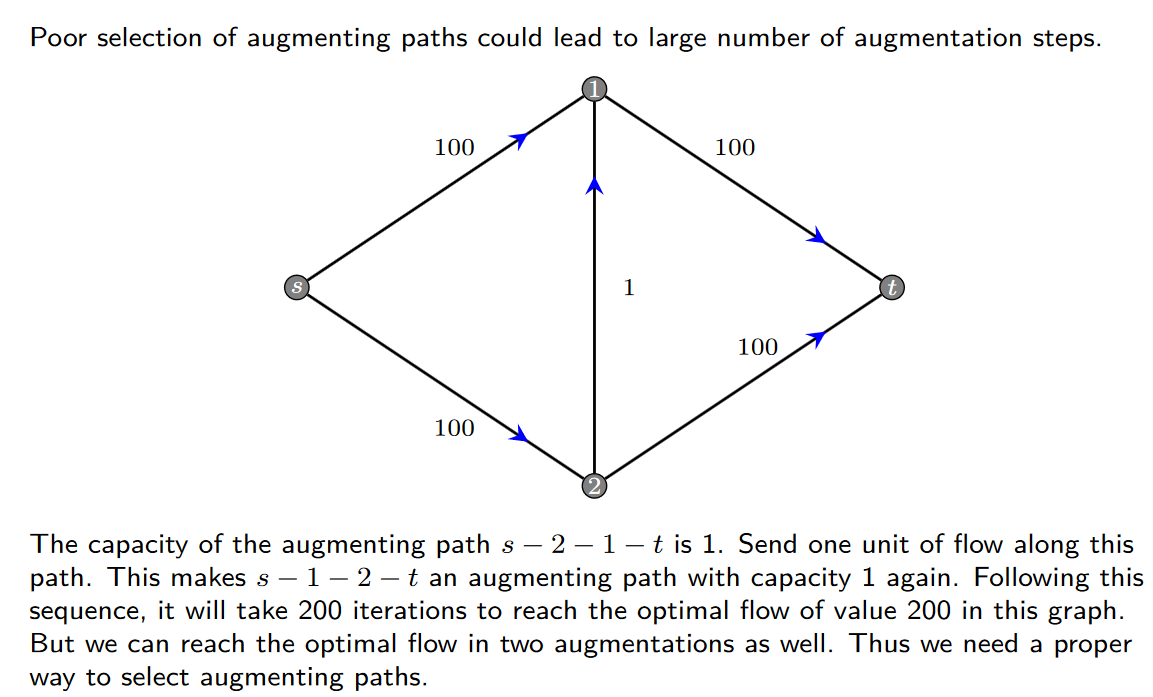 Poor selection of augmenting paths could lead to large number of augmentation steps.
1
100
100
s
1
t
100
100
2
The capacity of the augmenting path s − 2 − 1 − t is 1. Send one unit of flow along this
path. This makes s − 1 − 2 − t an augmenting path with capacity 1 again. Following this
sequence, it will take 200 iterations to reach the optimal flow of value 200 in this graph.
But we can reach the optimal flow in two augmentations as well. Thus we need a proper
way to select augmenting paths.